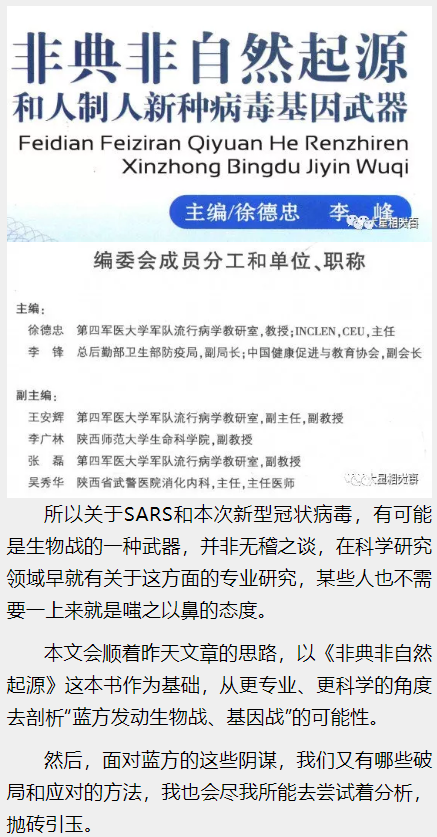 非典非自然起源
和人制人新种病毒基因武器
Feidian Feiziran Qiyuan He Renzhiren
Xinzhong Bingdu Jiyin Wuqi
主编/徐德忠 李 峰
大星相大哥
编委会成员分工和单位、职称
主编:
徐德忠 第四军医大学军队流行病学教研室,教授;INCLEN,CEU,主任
李 锋 总后勤部卫生部防疫局,副局长;中国健康促进与教育协会,副会长
副主编:
王安辉 第四军医大学军队流行病学教研室,副主任,副教授
李广林 陕西师范大学生命科学院,副教授
张 磊 第四军医大学军队流行病学教研室,副教授
吴秀华 陕西省武警医院消化内科,主任,主任医师
大星相大哥
所以关于SARS和本次新型冠状病毒，有可能
是生物战的一种武器，并非无稽之谈，在科学研究
领域早就有关于这方面的专业研究，某些人也不需
要一上来就是嗤之以鼻的态度。
本文会顺着昨天文章的思路，以《非典非自然
起源》这本书作为基础，从更专业、更科学的角度
去剖析“蓝方发动生物战、基因战”的可能性。
然后，面对蓝方的这些阴谋，我们又有哪些破
局和应对的方法，我也会尽我所能去尝试着分析，
抛砖引玉。